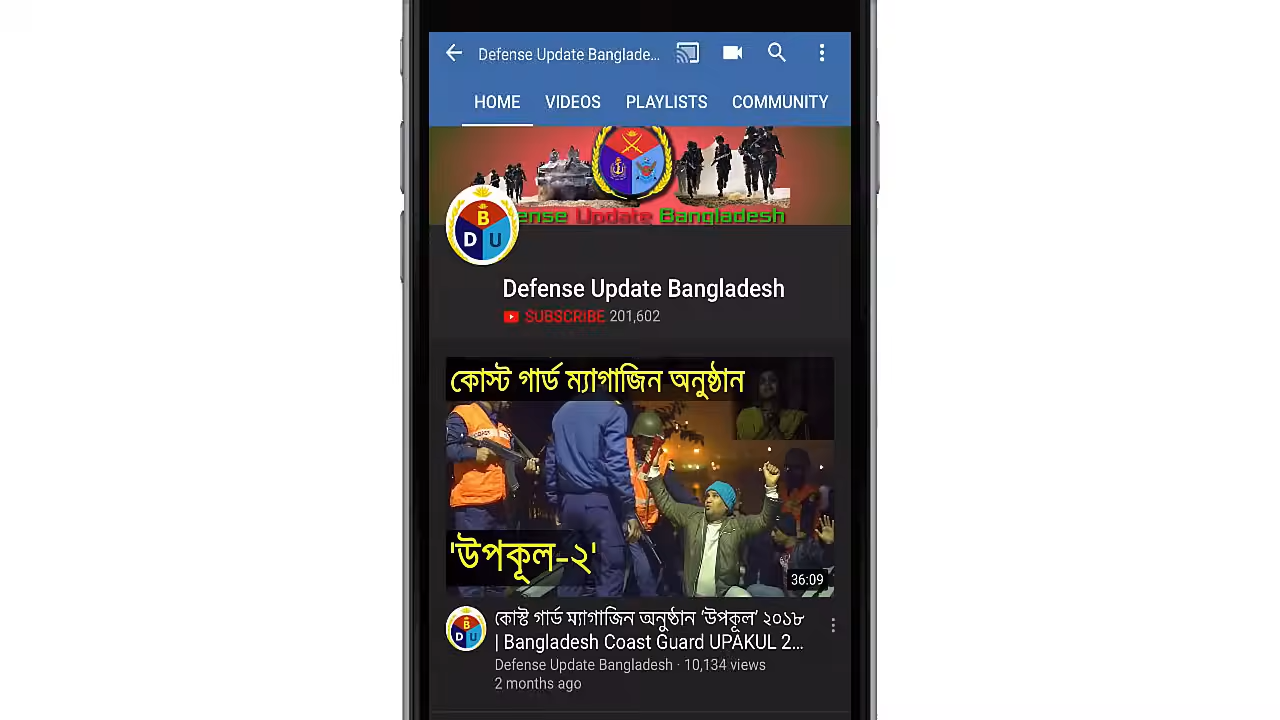 Defense Update Banglade...
HOME VIDEOS PLAYLISTS COMMUNITY
ense Update Bangladesh
B
D U
Defense Update Bangladesh
SUBSCRIBE 201,602
কোস্ট গার্ড ম্যাগাজিন অনুষ্ঠান
'উপকূল-২'
36:09
কোস্ট গার্ড ম্যাগাজিন অনুষ্ঠান ‘উপকূল’ ২০১৮
| Bangladesh Coast Guard UPAKUL 2...
B
D U
Defense Update Bangladesh · 10,134 views
2 months ago